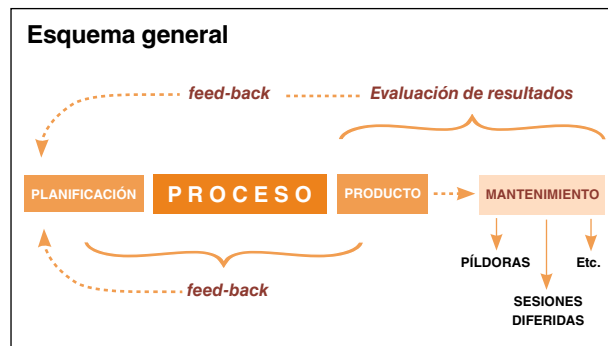 Esquema general
feed-back Evaluación de resultados
PLANIFICACIÓN PROCESO PRODUCTO MANTENIMIENTO
PÍLDORAS Etc.
feed-back
SESIONES
DIFERIDAS